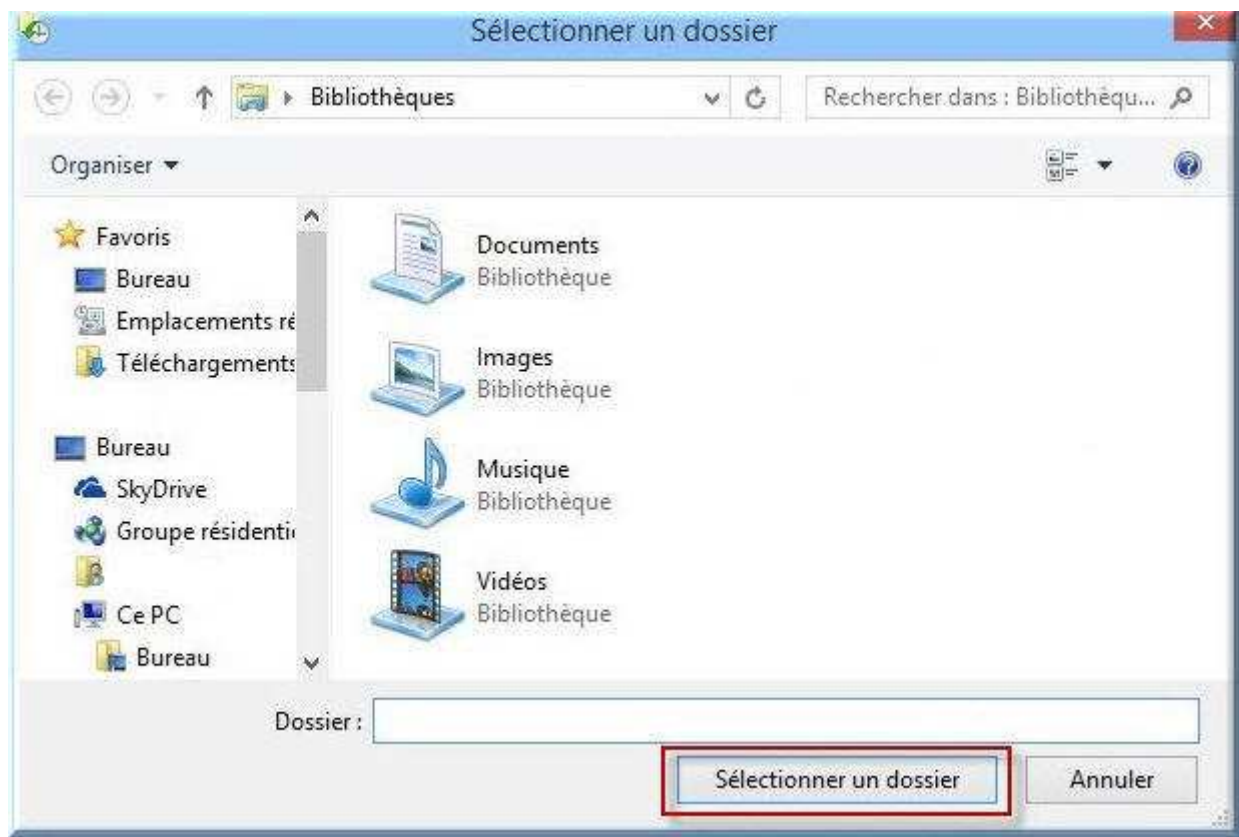 Sélectionner un dossier
Bibliothèques
Rechercher dans : Bibliothèqu...
Organiser
Favoris
Bureau
Emplacements ré
Téléchargements
Bureau
SkyDrive
Groupe résidenti
Ce PC
Bureau
Documents
Bibliothèque
Images
Bibliothèque
Musique
Bibliothèque
Vidéos
Bibliothèque
Dossier :
Sélectionner un dossier
Annuler